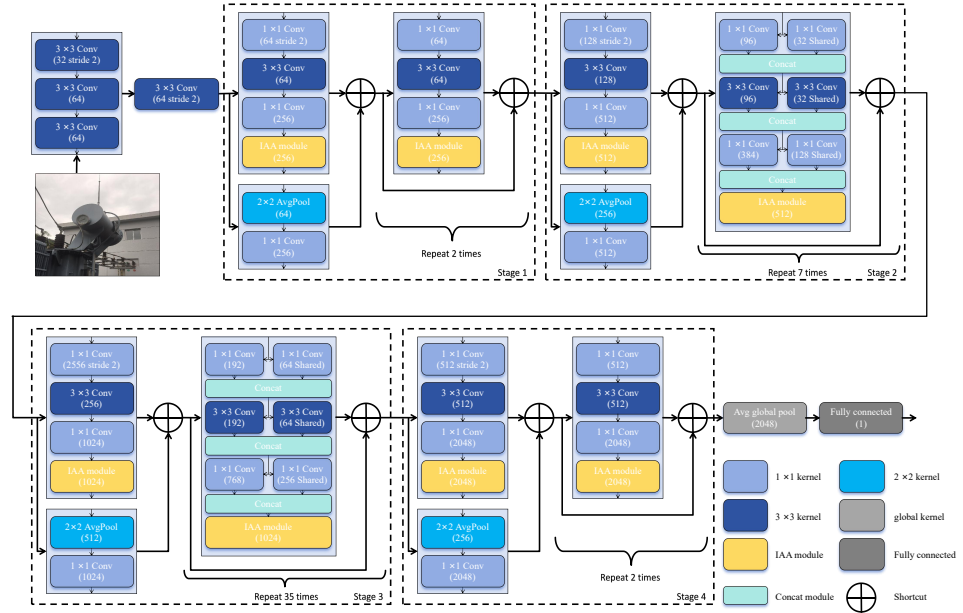 3 ×3 Conv
(32 stride 2)
3 ×3 Conv
(64)
3 ×3 Conv
(64)
3 ×3 Conv
(64 stride 2)
1 ×1 Conv
(64 stride 2)
3 ×3 Conv
(64)
1 ×1 Conv
(256)
IAA module
(256)
2×2 AvgPool
(64)
1 ×1 Conv
(256)
1 ×1 Conv
(64)
3 ×3 Conv
(64)
1 ×1 Conv
(256)
IAA module
(256)
Repeat 2 times
Stage 1
1 ×1 Conv
(128 stride 2)
3 ×3 Conv
(128)
1 ×1 Conv
(512)
IAA module
(512)
2×2 AvgPool
(256)
1 ×1 Conv
(512)
1 ×1 Conv
(96)
1 ×1 Conv
(32 Shared)
Concat
3 ×3 Conv
(96)
3 ×3 Conv
(32 Shared)
Concat
1 ×1 Conv
(384)
1 ×1 Conv
(128 Shared)
Concat
IAA module
(512)
Repeat 7 times
Stage 2
1 ×1 Conv
(2556 stride 2)
3 ×3 Conv
(256)
1 ×1 Conv
(1024)
IAA module
(1024)
2×2 AvgPool
(512)
1 ×1 Conv
(1024)
1 ×1 Conv
(192)
1 ×1 Conv
(64 Shared)
Concat
3 ×3 Conv
(192)
3 ×3 Conv
(64 Shared)
Concat
1 ×1 Conv
(768)
1 ×1 Conv
(256 Shared)
Concat
IAA module
(1024)
Repeat 35 times
Stage 3
1 ×1 Conv
(512 stride 2)
3 ×3 Conv
(512)
1 ×1 Conv
(2048)
IAA module
(2048)
2×2 AvgPool
(256)
1 ×1 Conv
(2048)
1 ×1 Conv
(512)
3 ×3 Conv
(512)
1 ×1 Conv
(2048)
IAA module
(2048)
Repeat 2 times
Stage 4
Avg global pool
(2048)
Fully connected
(1)
1 ×1 kernel
2 ×2 kernel
3 ×3 kernel
global kernel
IAA module
Fully connected
Concat module
Shortcut